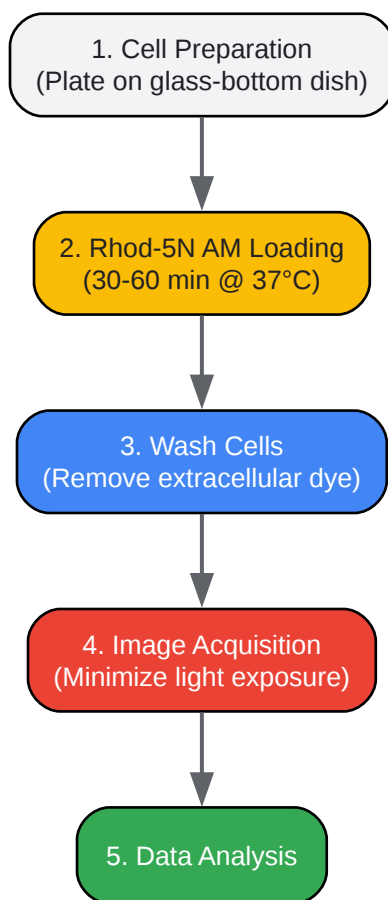 1. Cell Preparation
(Plate on glass-bottom dish)
2. Rhod-5N AM Loading
(30-60 min @ 37°C)
3. Wash Cells
(Remove extracellular dye)
4. Image Acquisition
(Minimize light exposure)
5. Data Analysis